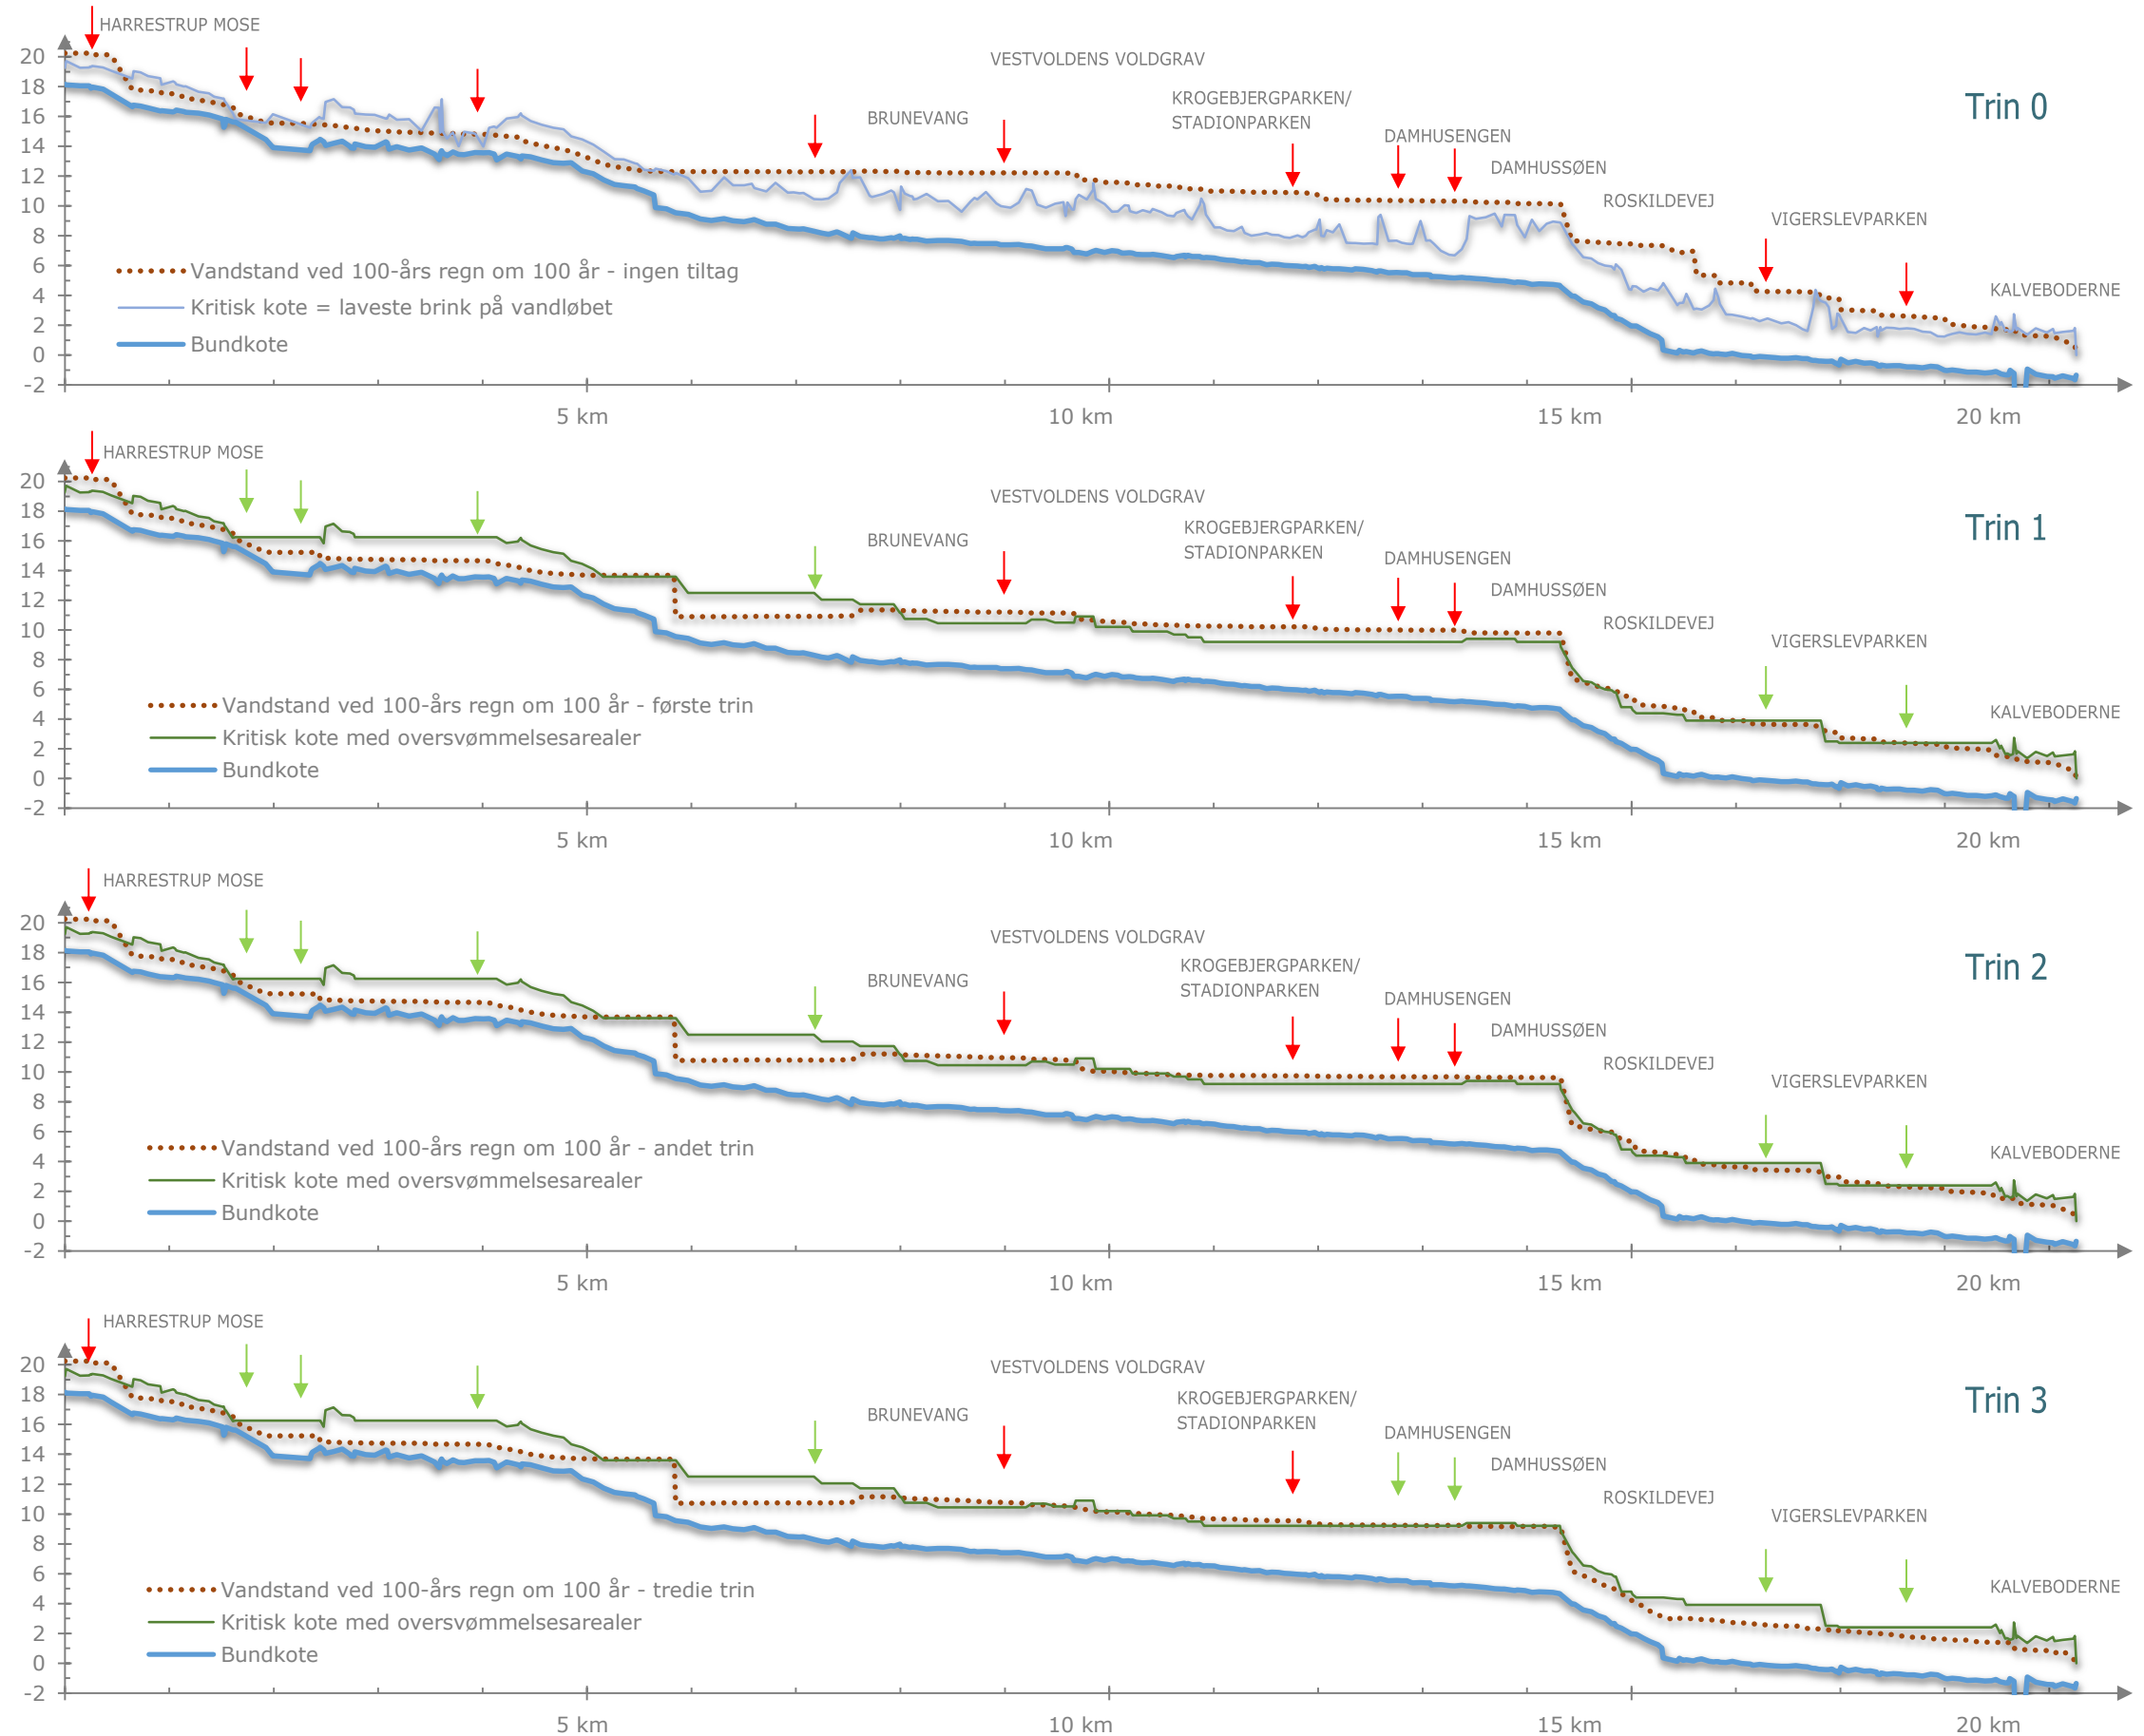 HARRESTRUP MOSE
VESTVOLDENS VOLDGRAV
BRUNEVANG
KROGEBJERGPARKEN/
STADIONPARKEN
DAMHUSENGEN
DAMHUSSØEN
ROSKILDEVEJ
VIGERSLEVPARKEN
KALVEBODERNE
Trin 0
20
18
16
14
12
10
8
6
4
2
0
-2
Vandstand ved 100-års regn om 100 år - ingen tiltag
Kritisk kote = laveste brink på vandløbet
Bundkote
5 km
10 km
15 km
20 km
HARRESTRUP MOSE
VESTVOLDENS VOLDGRAV
BRUNEVANG
KROGEBJERGPARKEN/
STADIONPARKEN
DAMHUSENGEN
DAMHUSSØEN
ROSKILDEVEJ
VIGERSLEVPARKEN
KALVEBODERNE
Trin 1
20
18
16
14
12
10
8
6
4
2
0
-2
Vandstand ved 100-års regn om 100 år - første trin
Kritisk kote med oversvømmelsesarealer
Bundkote
5 km
10 km
15 km
20 km
HARRESTRUP MOSE
VESTVOLDENS VOLDGRAV
BRUNEVANG
KROGEBJERGPARKEN/
STADIONPARKEN
DAMHUSENGEN
DAMHUSSØEN
ROSKILDEVEJ
VIGERSLEVPARKEN
KALVEBODERNE
Trin 2
20
18
16
14
12
10
8
6
4
2
0
-2
Vandstand ved 100-års regn om 100 år - andet trin
Kritisk kote med oversvømmelsesarealer
Bundkote
5 km
10 km
15 km
20 km
HARRESTRUP MOSE
VESTVOLDENS VOLDGRAV
BRUNEVANG
KROGEBJERGPARKEN/
STADIONPARKEN
DAMHUSENGEN
DAMHUSSØEN
ROSKILDEVEJ
VIGERSLEVPARKEN
KALVEBODERNE
Trin 3
20
18
16
14
12
10
8
6
4
2
0
-2
Vandstand ved 100-års regn om 100 år - tredie trin
Kritisk kote med oversvømmelsesarealer
Bundkote
5 km
10 km
15 km
20 km